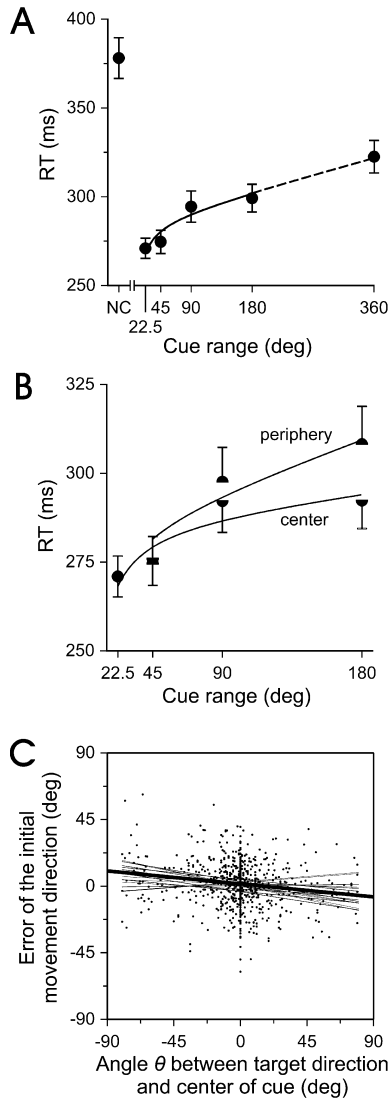 A
400
350
300
250
RT (ms)
NC
22.5
45
90
180
360
Cue range (deg)
B
325
300
275
250
RT (ms)
periphery
center
22.5
45
90
180
Cue range (deg)
C
90
45
0
-45
-90
Error of the initial
movement direction (deg)
-90
-45
0
45
90
Angle θ between target direction
and center of cue (deg)